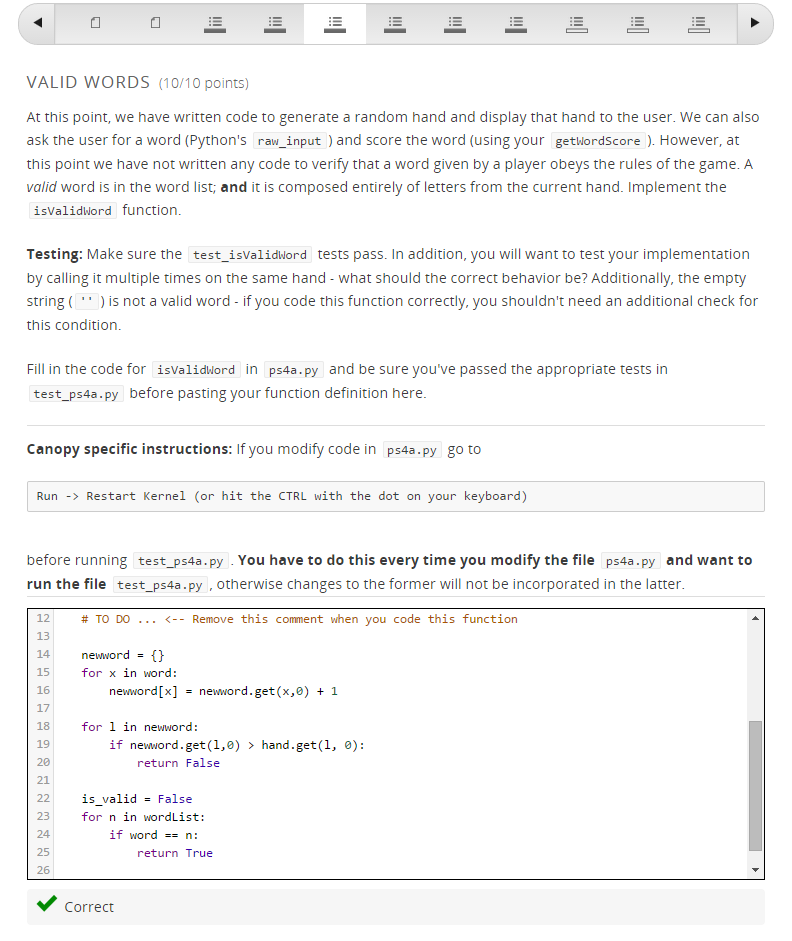 VALID WORDS (10/10 points)
At this point, we have written code to generate a random hand and display that hand to the user. We can also
ask the user for a word (Python's raw_input ) and score the word (using your getWordScore ). However, at
this point we have not written any code to verify that a word given by a player obeys the rules of the game. A
valid word is in the word list; and it is composed entirely of letters from the current hand. Implement the
isValidWord function.
Testing: Make sure the test_isValidWord tests pass. In addition, you will want to test your implementation
by calling it multiple times on the same hand - what should the correct behavior be? Additionally, the empty
string ( '' ) is not a valid word - if you code this function correctly, you shouldn't need an additional check for
this condition.
Fill in the code for isValidWord in ps4a.py and be sure you've passed the appropriate tests in
test_ps4a.py before pasting your function definition here.
Canopy specific instructions: If you modify code in ps4a.py go to
Run -> Restart Kernel (or hit the CTRL with the dot on your keyboard)
before running test_ps4a.py . You have to do this every time you modify the file ps4a.py and want to
run the file test_ps4a.py , otherwise changes to the former will not be incorporated in the latter.
12 # TO DO ... <-- Remove this comment when you code this function
13
14 newword = {}
15 for x in word:
16 newword[x] = newword.get(x,0) + 1
17
18 for l in newword:
19 if newword.get(l,0) > hand.get(l, 0):
20 return False
21
22 is_valid = False
23 for n in wordList:
24 if word == n:
25 return True
26
Correct